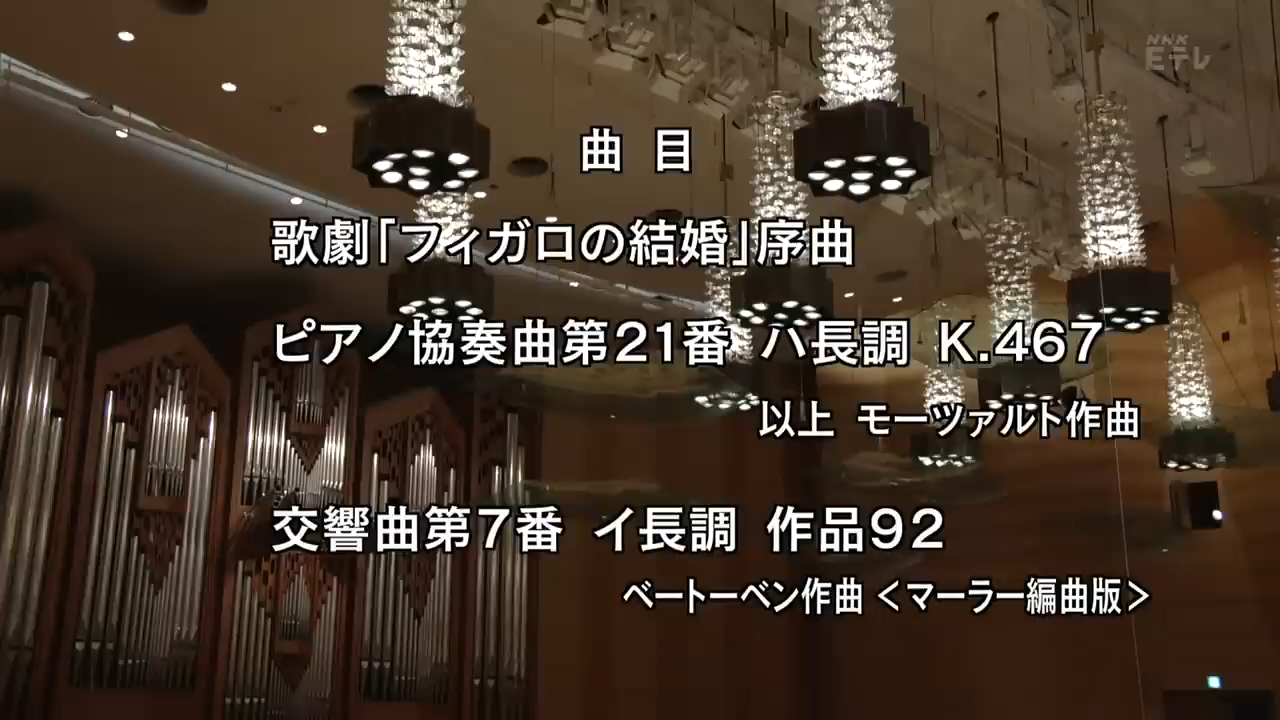 NHK
Eテレ
曲 目
歌劇「フィガロの結婚」序曲
ピアノ協奏曲第21番 ハ長調 K.467
以上 モーツァルト作曲
交響曲第7番 イ長調 作品92
ベートーベン作曲 <マーラー編曲版>